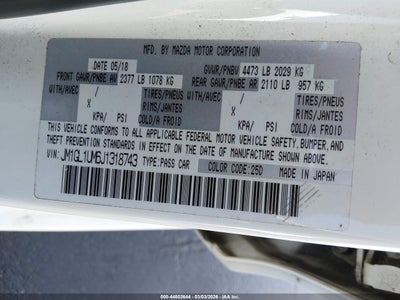 MFD. BY MAZDA MOTOR CORPORATION
DATE 05/18 GVWR/PNBV 4473 LB 2029 KG
FRONT GAWR/PNBE AV 2377 LB 1078 KG REAR GAWR/PNBE AR 2110 LB 957 KG
WITH/AVEC / TIRES/PNEUS WITH/AVEC / TIRES/PNEUS
X RIMS/JANTES X RIMS/JANTES
KPA/ PSI COLD/A FROID KPA/ PSI COLD/A FROID
THIS VEHICLE CONFORMS TO ALL APPLICABLE FEDERAL MOTOR VEHICLE SAFETY, BUMPER, AND
THEFT PREVENTION STANDARDS IN EFFECT ON THE DATE OF MANUFACTURE SHOWN ABOVE.
VIN: JM1GL1UM6J1318743 TYPE: PASS CAR COLOR CODE: 25D MADE IN JAPAN
000-44603644 - 03/03/2026 - IAA Inc.